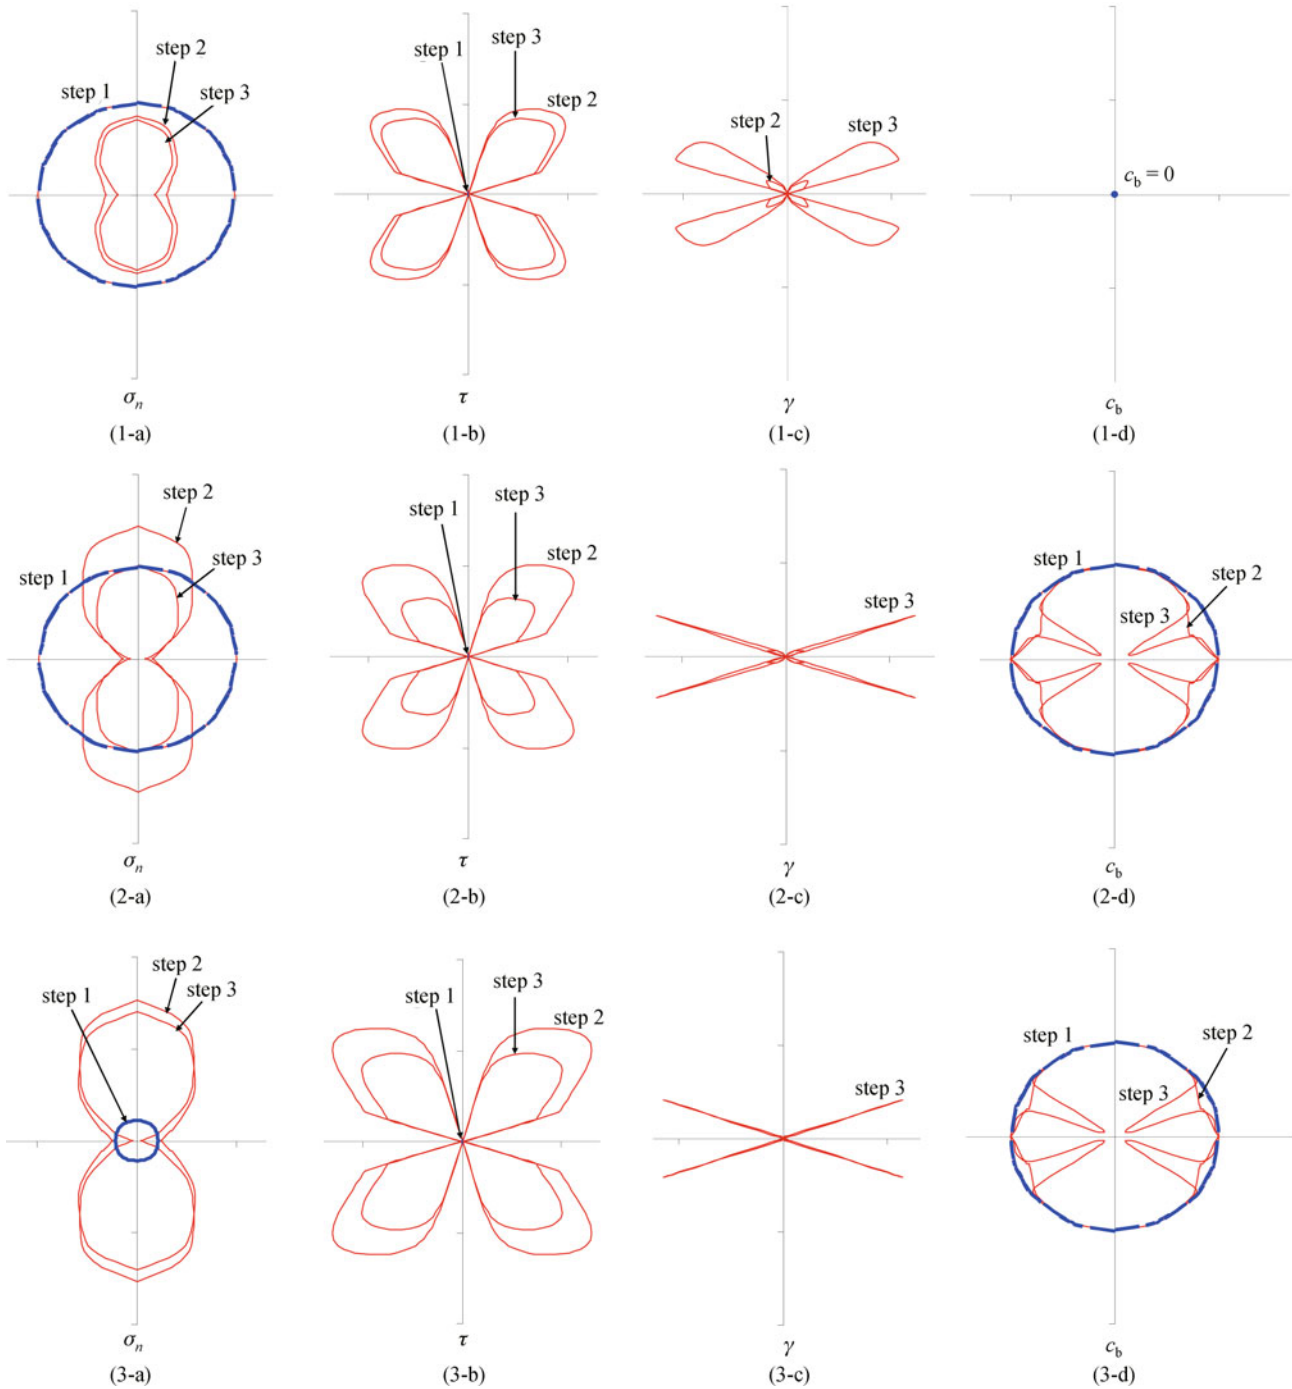 step 2
step 1
step 3
σn
(1-a)
step 3
step 1
step 2
τ
(1-b)
step 2
step 3
γ
(1-c)
cb = 0
cb
(1-d)
step 2
step 3
step 1
σn
(2-a)
step 3
step 1
step 2
τ
(2-b)
step 3
γ
(2-c)
step 1
step 2
step 3
cb
(2-d)
step 2
step 3
step 1
σn
(3-a)
step 3
step 1
step 2
τ
(3-b)
step 3
γ
(3-c)
step 1
step 2
step 3
cb
(3-d)